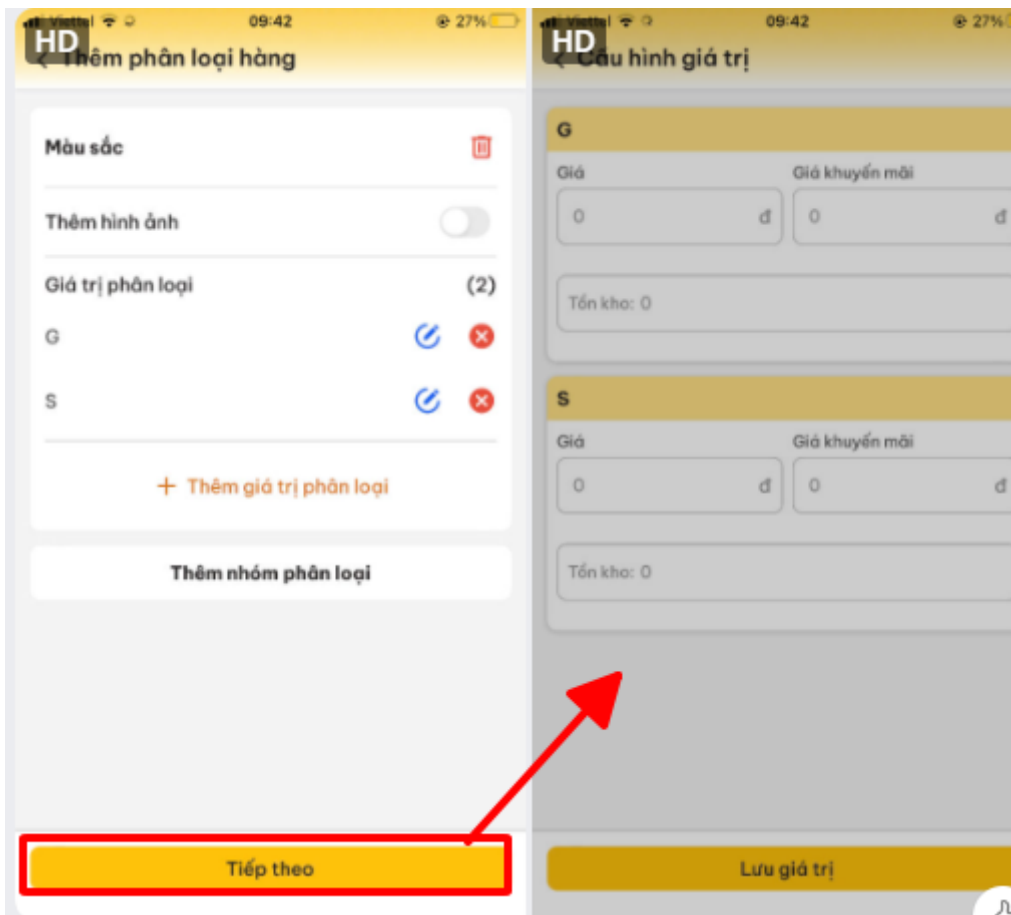 Viettel 09:42 27%
HD
Thêm phân loại hàng
Màu sắc
Thêm hình ảnh
Giá trị phân loại (2)
G
S
+ Thêm giá trị phân loại
Thêm nhóm phân loại
Tiếp theo
Viettel 09:42 27%
HD
Cấu hình giá trị
G
Giá Giá khuyến mãi
0 đ 0 đ
Tồn kho: 0
S
Giá Giá khuyến mãi
0 đ 0 đ
Tồn kho: 0
Lưu giá trị